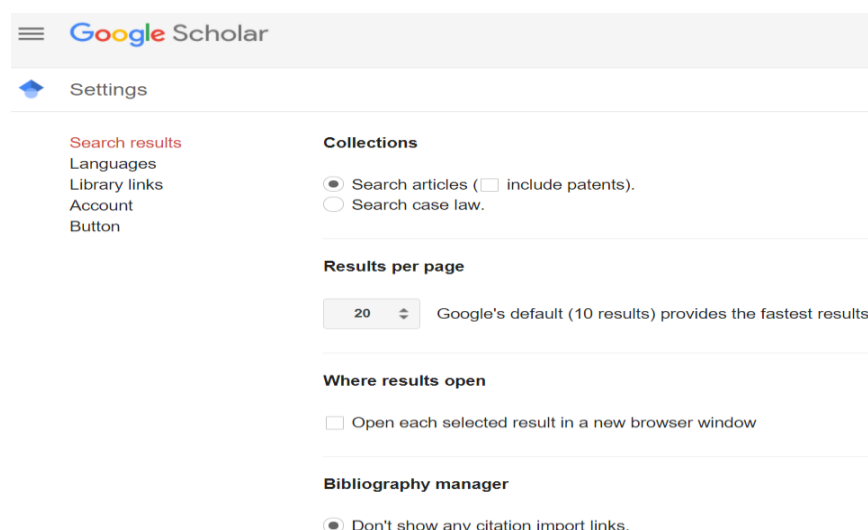 Google Scholar
Settings
Search results
Languages
Library links
Account
Button
Collections
Search articles ( include patents).
Search case law.
Results per page
20 Google's default (10 results) provides the fastest results
Where results open
Open each selected result in a new browser window
Bibliography manager
Don't show any citation import links.